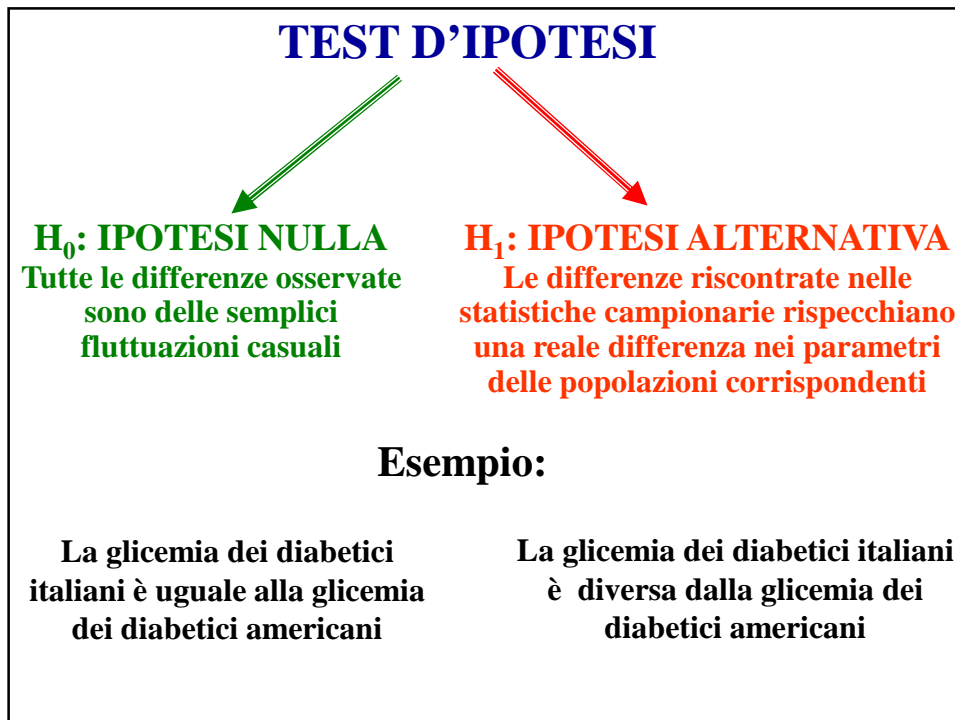 TEST D’IPOTESI
H0: IPOTESI NULLA
Tutte le differenze osservate
sono delle semplici
fluttuazioni casuali
H1: IPOTESI ALTERNATIVA
Le differenze riscontrate nelle
statistiche campionarie rispecchiano
una reale differenza nei parametri
delle popolazioni corrispondenti
Esempio:
La glicemia dei diabetici
italiani è uguale alla glicemia
dei diabetici americani
La glicemia dei diabetici italiani
è diversa dalla glicemia dei
diabetici americani